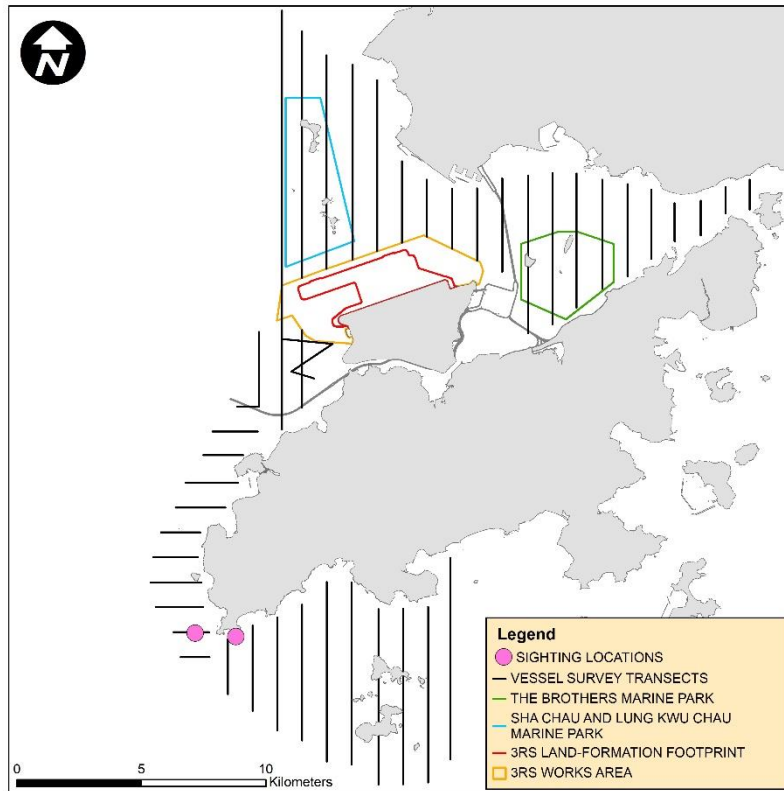 N
Legend
SIGHTING LOCATIONS
VESSEL SURVEY TRANSECTS
THE BROTHERS MARINE PARK
SHA CHAU AND LUNG KWU CHAU
MARINE PARK
3RS LAND-FORMATION FOOTPRINT
3RS WORKS AREA
0 5 10
Kilometers